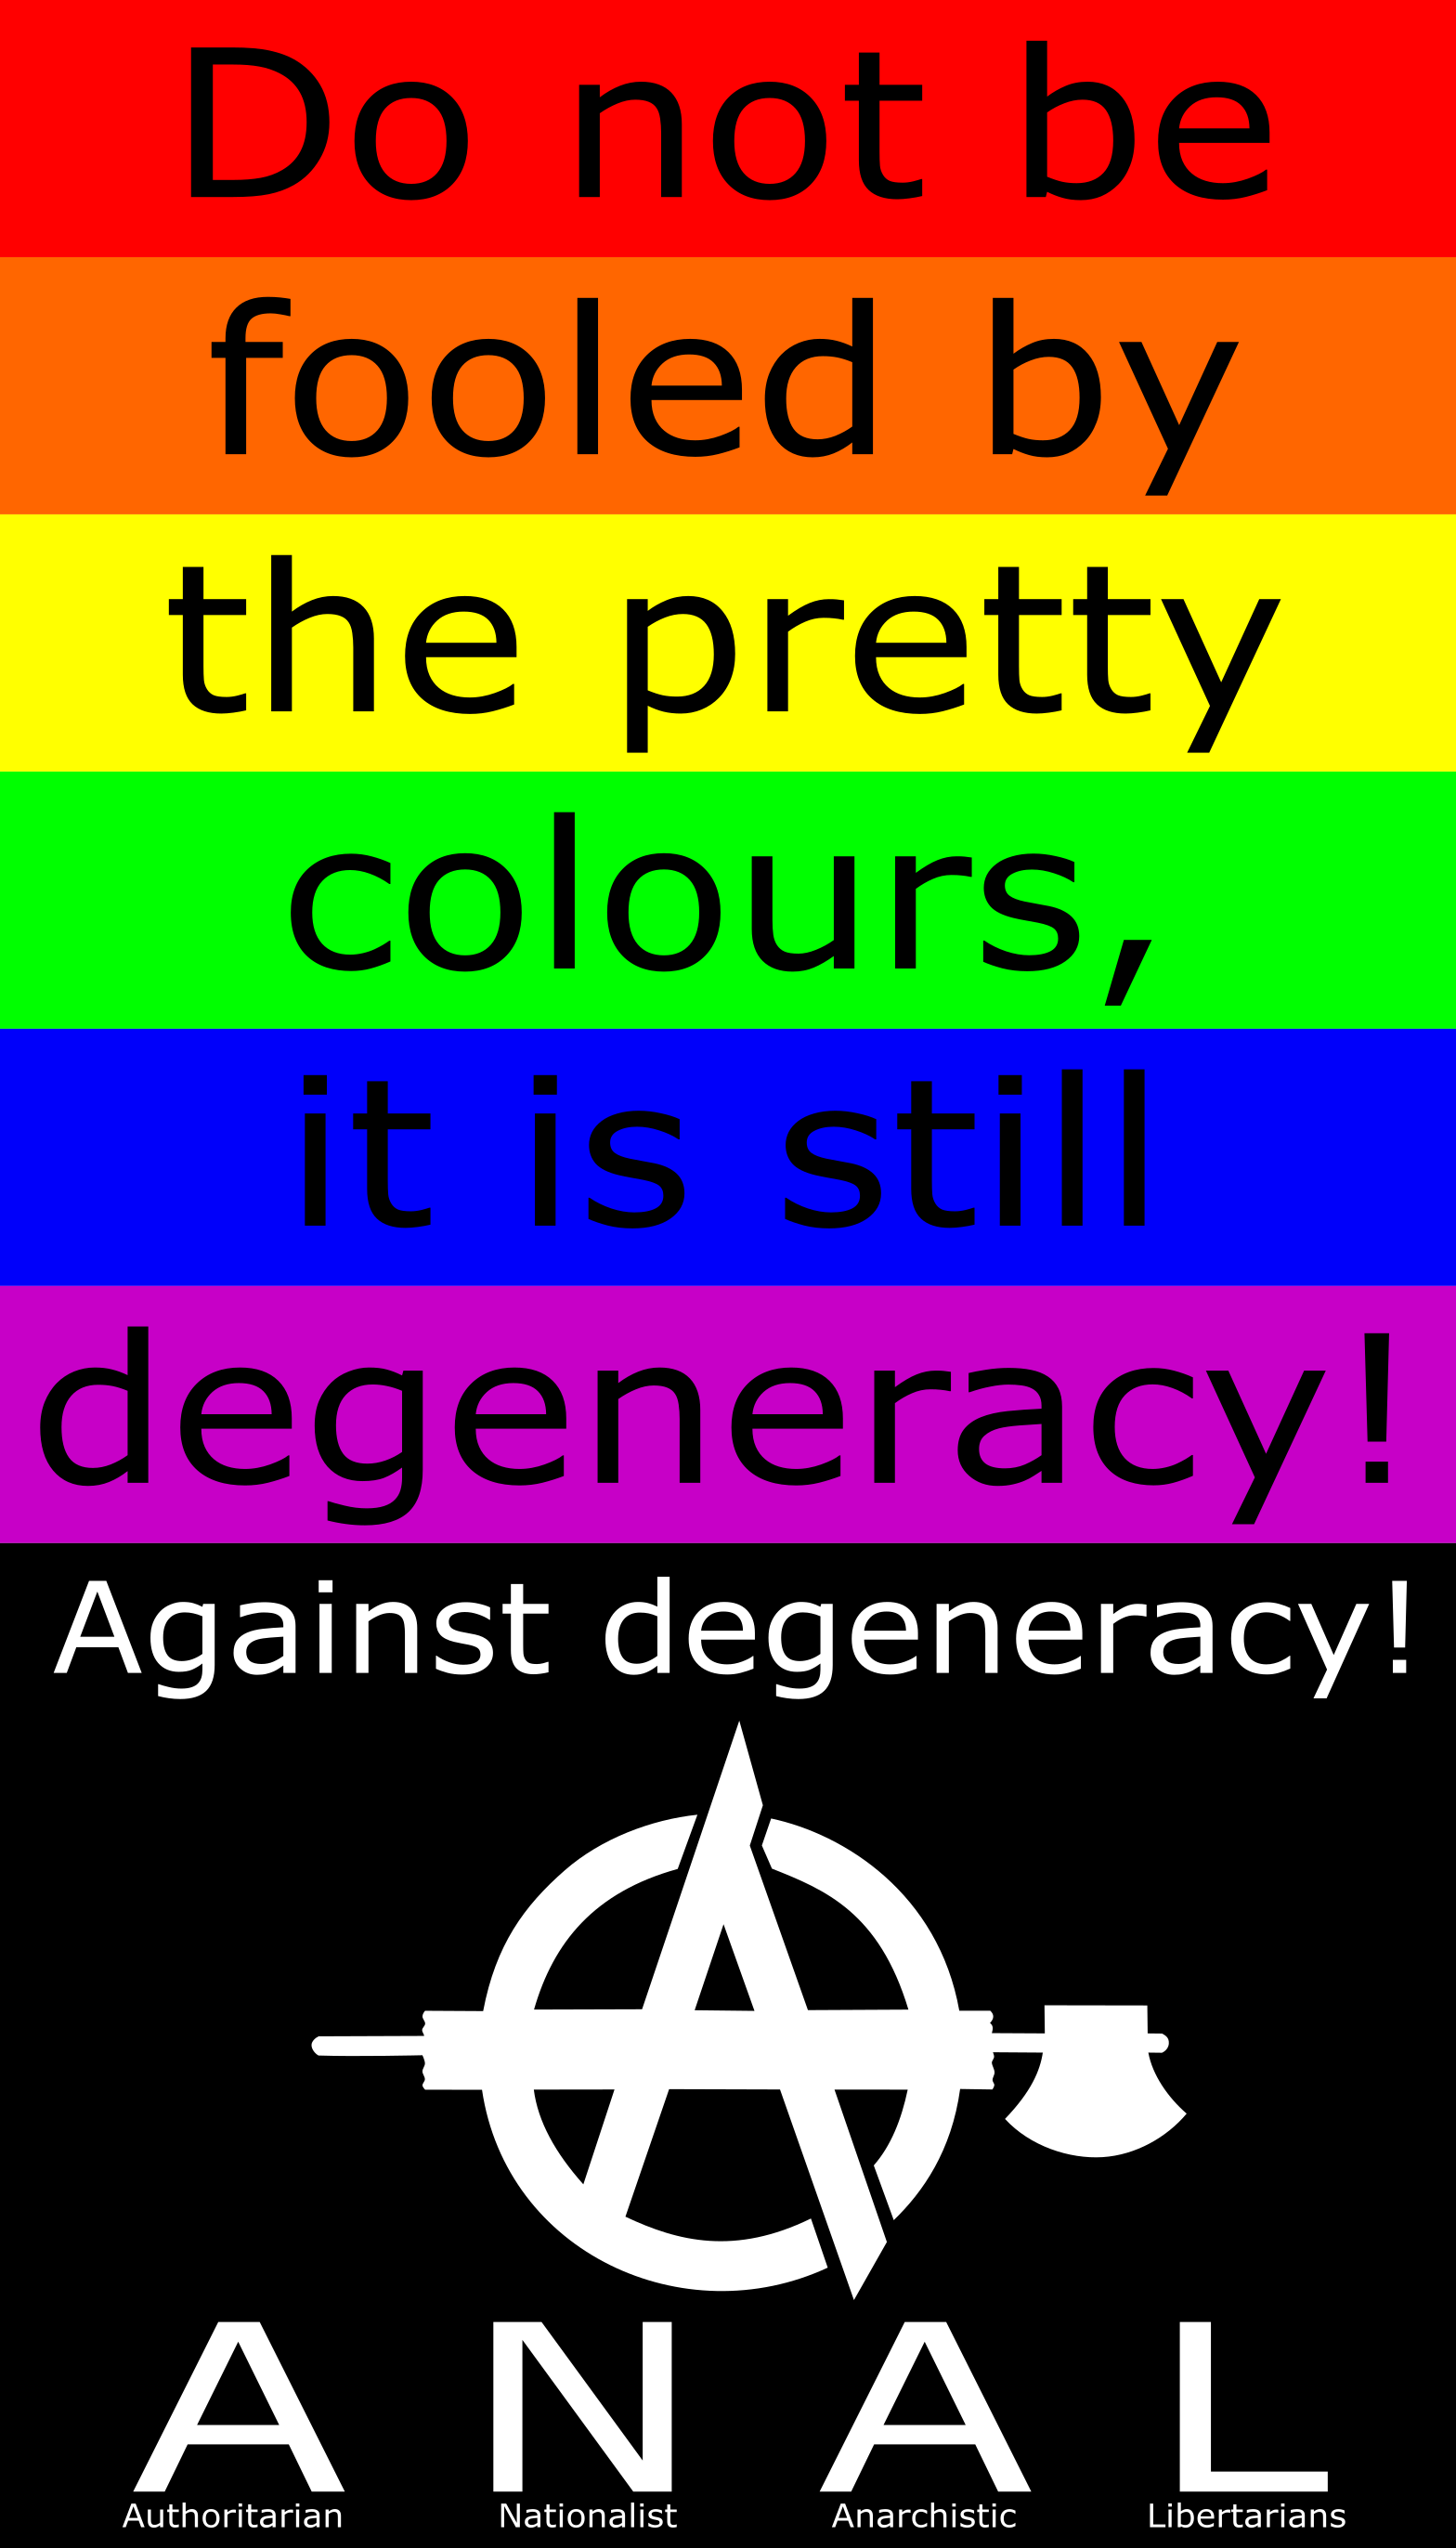 Do not be
fooled by
the pretty
colours,
it is still
degeneracy!
Against degeneracy!
A N A L
Authoritarian Nationalist Anarchistic Libertarians